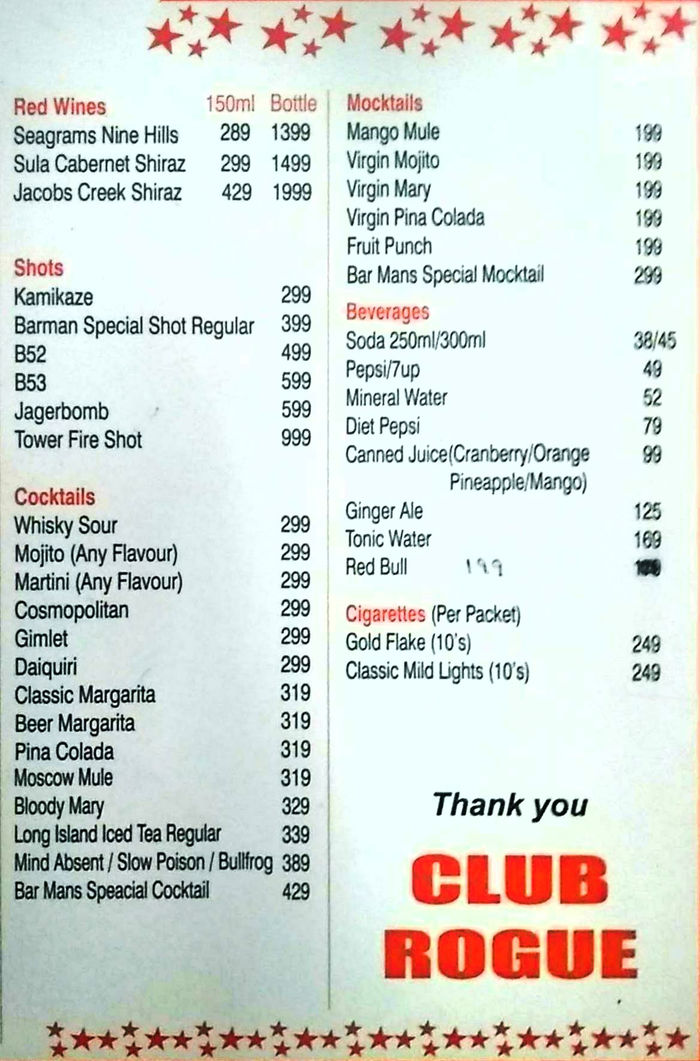 Red Wines 150ml Bottle
Seagrams Nine Hills 289 1399
Sula Cabernet Shiraz 299 1499
Jacobs Creek Shiraz 429 1999
Shots
Kamikaze 299
Barman Special Shot Regular 399
B52 499
B53 599
Jagerbomb 599
Tower Fire Shot 999
Cocktails
Whisky Sour 299
Mojito (Any Flavour) 299
Martini (Any Flavour) 299
Cosmopolitan 299
Gimlet 299
Daiquiri 299
Classic Margarita 319
Beer Margarita 319
Pina Colada 319
Moscow Mule 319
Bloody Mary 329
Long Island Iced Tea Regular 339
Mind Absent / Slow Poison / Bullfrog 389
Bar Mans Speacial Cocktail 429
Mocktails
Mango Mule 199
Virgin Mojito 199
Virgin Mary 199
Virgin Pina Colada 199
Fruit Punch 199
Bar Mans Special Mocktail 299
Beverages
Soda 250ml/300ml 38/45
Pepsi/7up 49
Mineral Water 52
Diet Pepsi 79
Canned Juice(Cranberry/Orange 99
Pineapple/Mango)
Ginger Ale 125
Tonic Water 169
Red Bull 199
Cigarettes (Per Packet)
Gold Flake (10's) 249
Classic Mild Lights (10's) 249
Thank you
CLUB
ROGUE